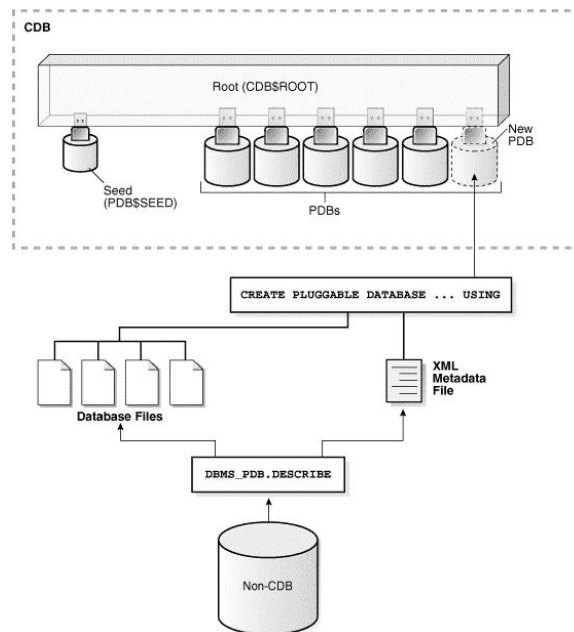 CDB
Root (CDB$ROOT)
New
PDB
Seed
(PDB$SEED)
PDBs
CREATE PLUGGABLE DATABASE ... USING
XML
Metadata
File
Database Files
DBMS_PDB.DESCRIBE
Non-CDB